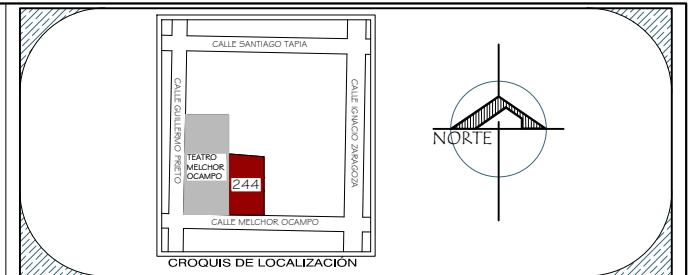 CALLE SANTIAGO TAPIA
CALLE GUILLERMO PRIETO
CALLE IGNACIO ZARAGOZA
TEATRO
MELCHOR
OCAMPO
244
CALLE MELCHOR OCAMPO
CROQUIS DE LOCALIZACIÓN
NORTE